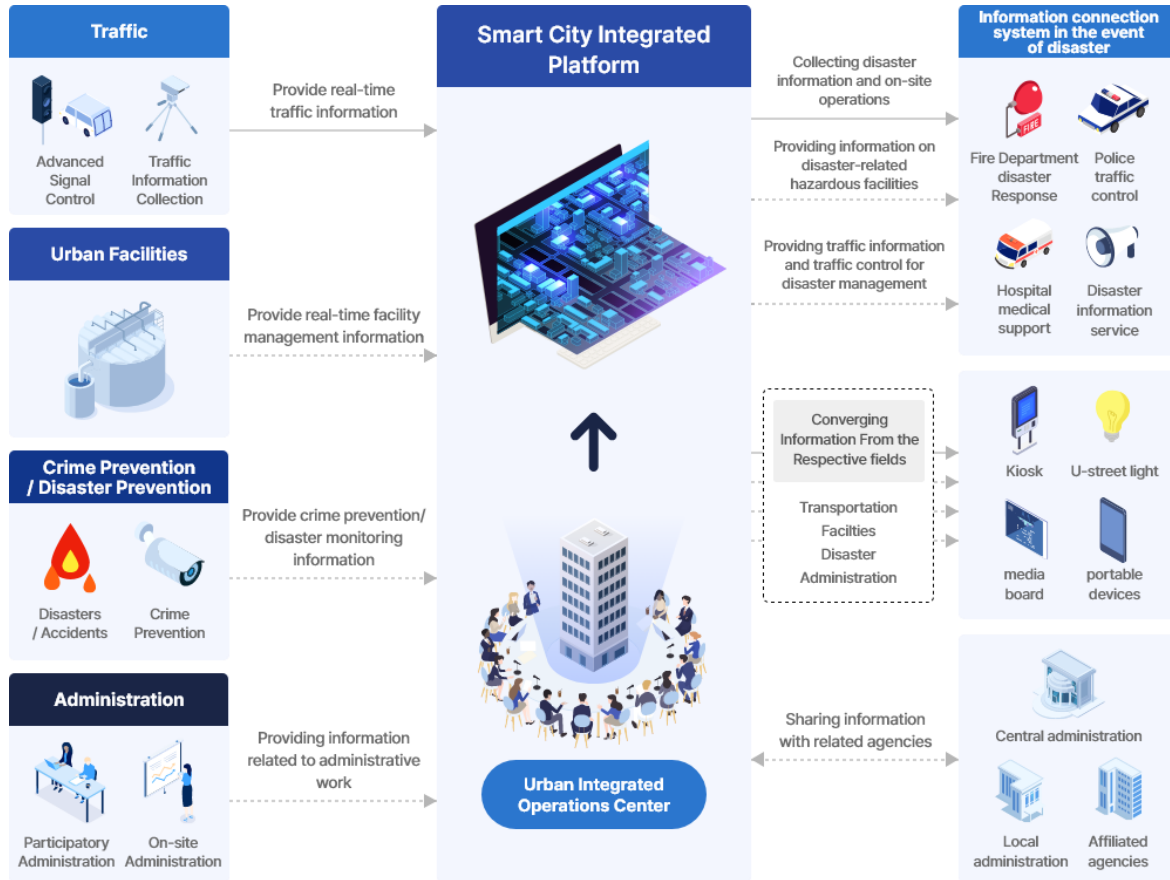 Traffic
Advanced
Signal
Control
Traffic
Information
Collection
Provide real-time
traffic information
Urban Facilities
Provide real-time facility
management information
Crime Prevention
/ Disaster Prevention
Disasters
/ Accidents
Crime
Prevention
Provide crime prevention/
disaster monitoring
information
Administration
Participatory
Administration
On-site
Administration
Providing information
related to administrative
work
Smart City Integrated
Platform
Urban Integrated
Operations Center
Collecting disaster
information and on-site
operations
Providing information on
disaster-related
hazardous facilities
Providng traffic information
and traffic control for
disaster management
Converging
Information From the
Respective fields
Transportation
Facilties
Disaster
Administration
Sharing information
with related agencies
Information connection
system in the event
of disaster
FIRE
Fire Department
disaster
Response
Police
traffic
control
Hospital
medical
support
Disaster
information
service
Kiosk
U-street light
media
board
portable
devices
Central administration
Local
administration
Affiliated
agencies